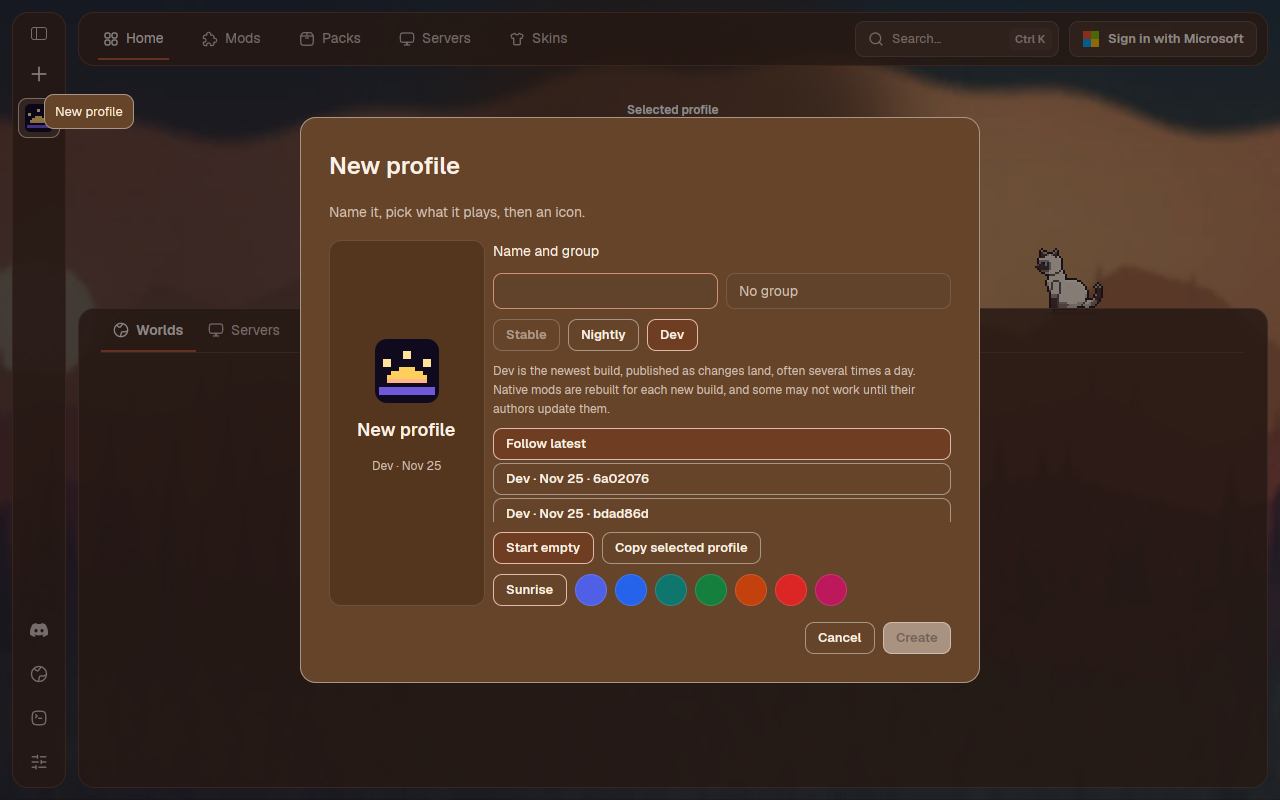 Home
Mods
Packs
Servers
Skins
Search...
Ctrl K
Sign in with Microsoft
New profile
Selected profile
New profile
Name it, pick what it plays, then an icon.
Name and group
No group
Stable
Nightly
Dev
Dev is the newest build, published as changes land, often several times a day.
Native mods are rebuilt for each new build, and some may not work until their
authors update them.
Follow latest
Dev · Nov 25 · 6a02076
Dev · Nov 25 · bdad86d
New profile
Dev · Nov 25
Start empty
Copy selected profile
Sunrise
Cancel
Create
Worlds
Servers